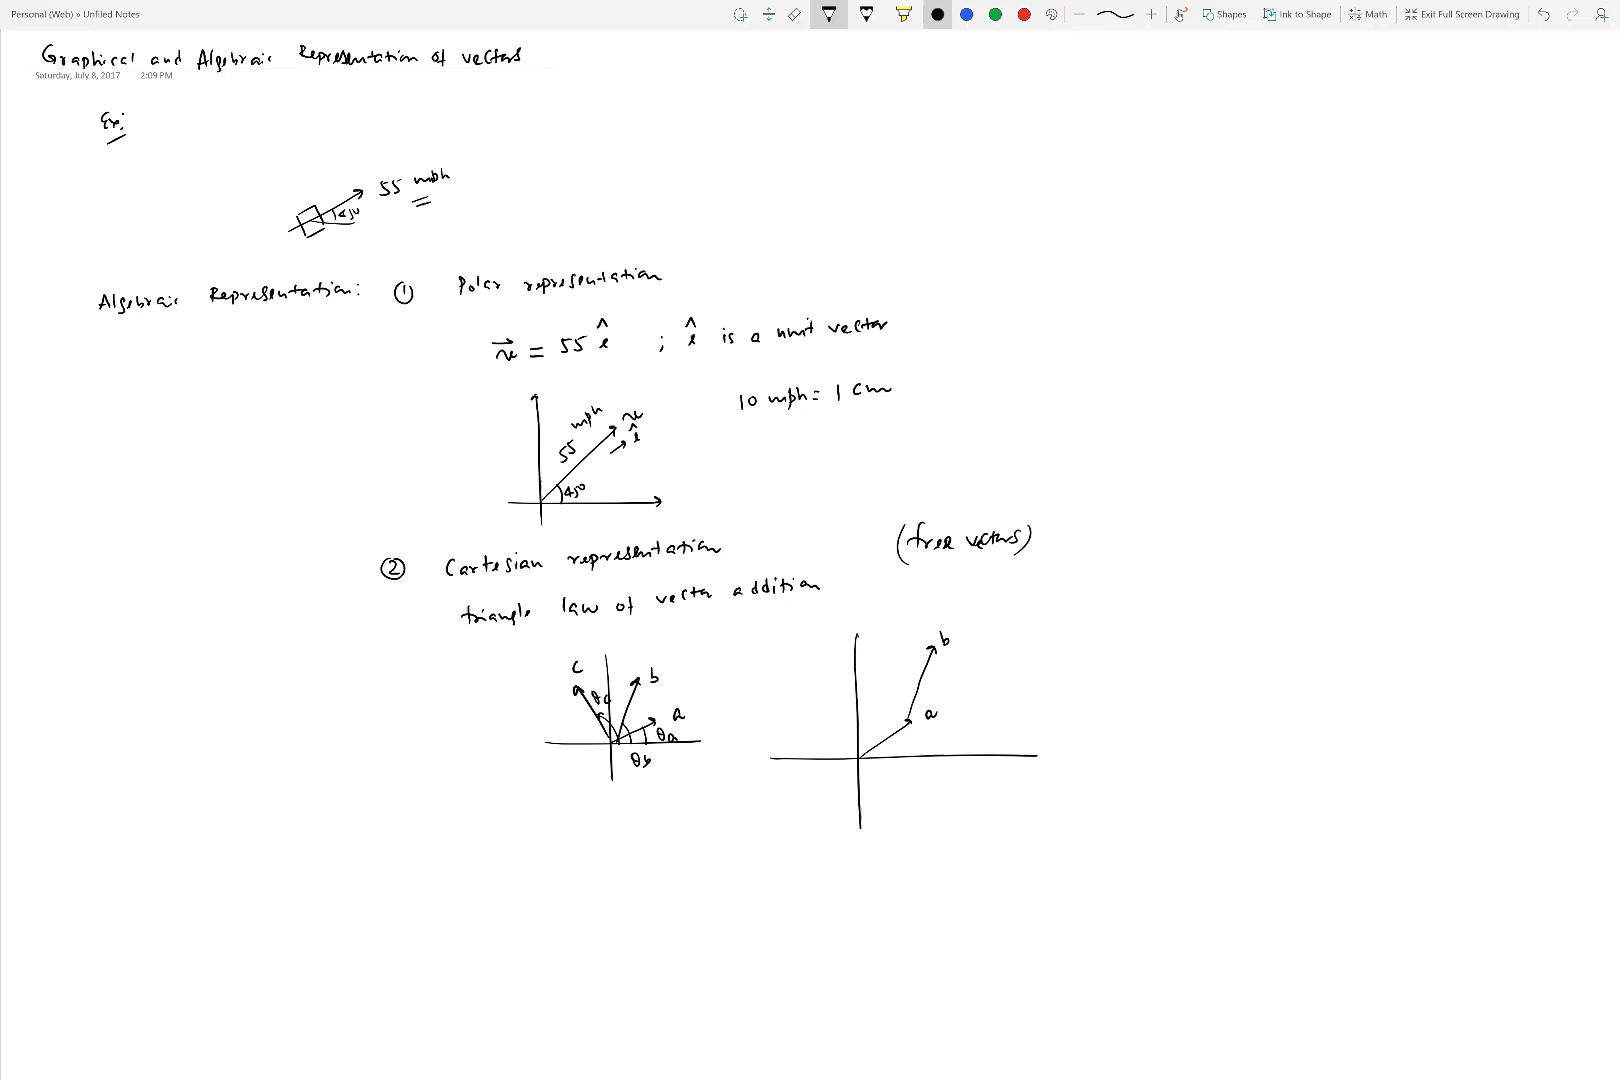 Personal (Web) » Unfiled Notes
Shapes Ink to Shape Math Exit Full Screen Drawing
Graphical and Algebraic Representation of vectors
Saturday, July 8, 2017 2:09 PM
Ex:
55 mph
45°
Algebraic Representation: ① Polar representation
= 55 ; is a unit vector
10 mph = 1 cm
55 mph
45°
② Cartesian representation (free vectors)
triangle law of vector addition
c b a
θc θa
θb
b
a